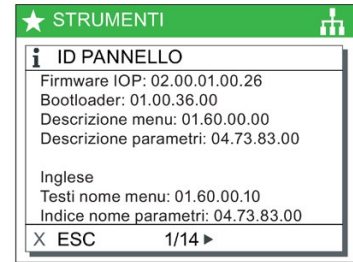 STRUMENTI
i ID PANNELLO
Firmware IOP: 02.00.01.00.26
Bootloader: 01.00.36.00
Descrizione menu: 01.60.00.00
Descrizione parametri: 04.73.83.00
Inglese
Testi nome menu: 01.60.00.10
Indice nome parametri: 04.73.83.00
X ESC 1/14